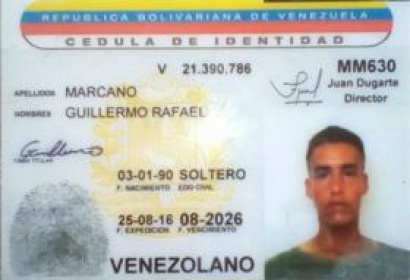 REPUBLICA BOLIVARIANA DE VENEZUELA
CEDULA DE IDENTIDAD
V 21.390.786
MM630
Juan Dugarte
Director
APELLIDOS MARCANO
NOMBRES GUILLERMO RAFAEL
Guillermo
FIRMA TITULAR
03-01-90 SOLTERO
F. NACIMIENTO EDO CIVIL
25-08-16 08-2026
F. EXPEDICION F. VENCIMIENTO
VENEZOLANO